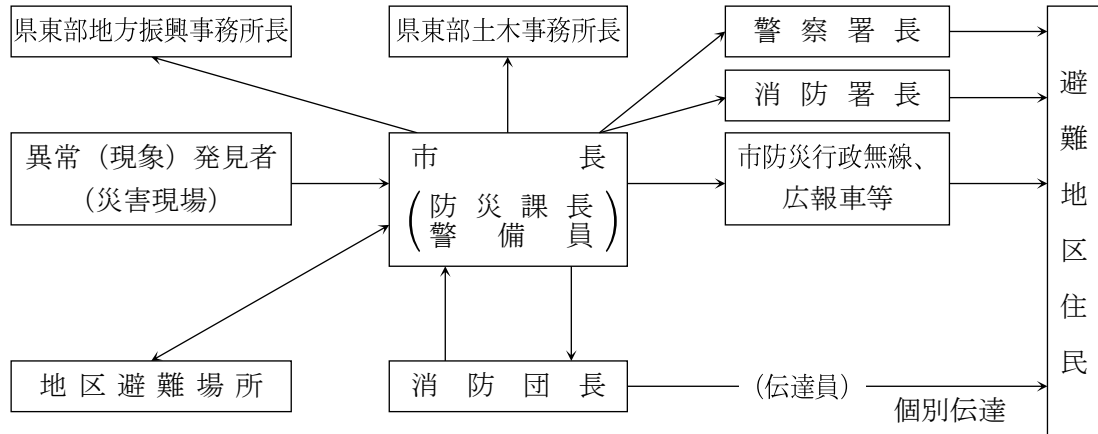 県東部地方振興事務所長
県東部土木事務所長
警察署長
消防署長
異常（現象）発見者
（災害現場）
市長
（防災課長
警備員）
市防災行政無線、
広報車等
避難地区住民
地区避難場所
消防団長
（伝達員）
個別伝達